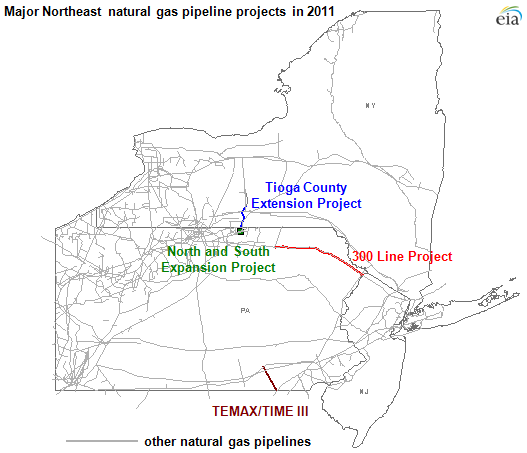 Major Northeast natural gas pipeline projects in 2011
eia
NY
Tioga County
Extension Project
North and South
Expansion Project
300 Line Project
PA
NJ
TEMAX/TIME III
other natural gas pipelines